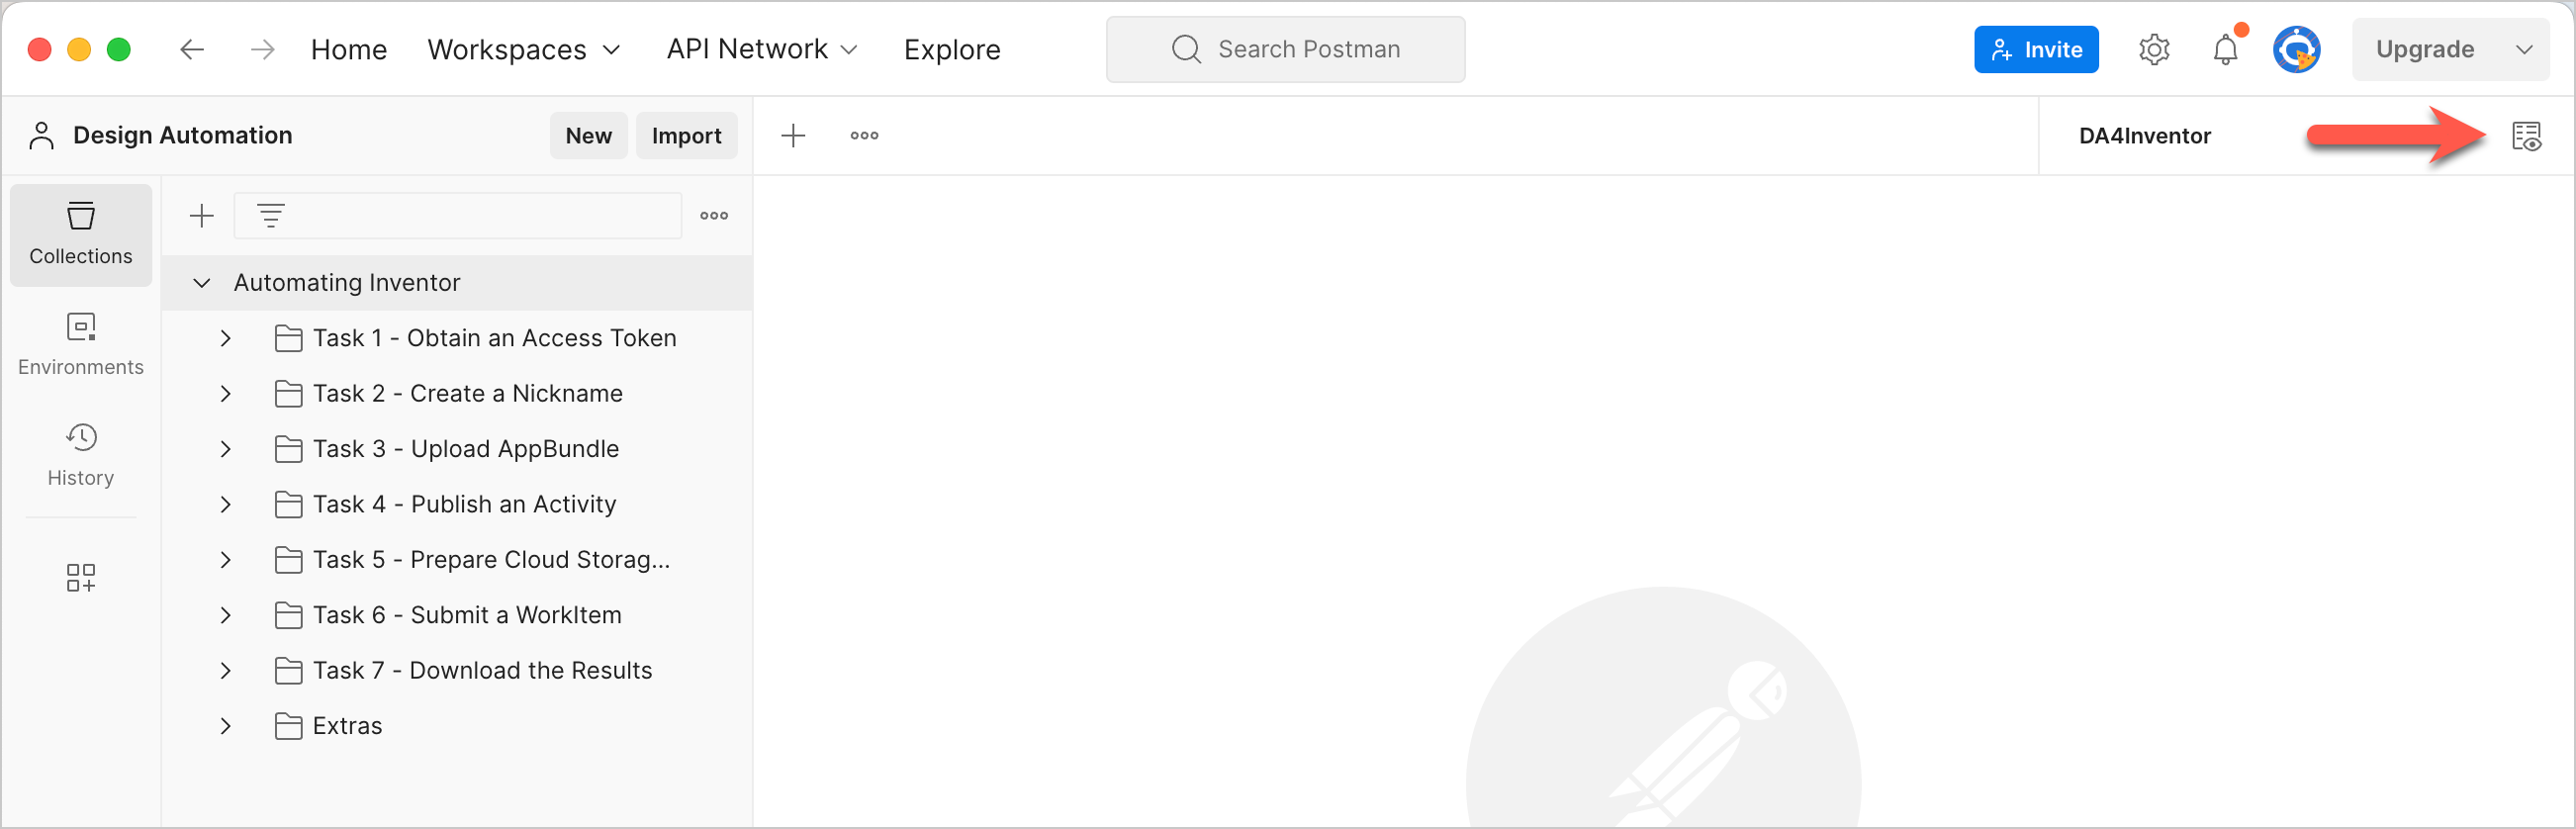 Home Workspaces API Network Explore Search Postman Invite Upgrade
Design Automation New Import DA4Inventor
Collections
Environments
History
Automating Inventor
Task 1 - Obtain an Access Token
Task 2 - Create a Nickname
Task 3 - Upload AppBundle
Task 4 - Publish an Activity
Task 5 - Prepare Cloud Storag...
Task 6 - Submit a WorkItem
Task 7 - Download the Results
Extras